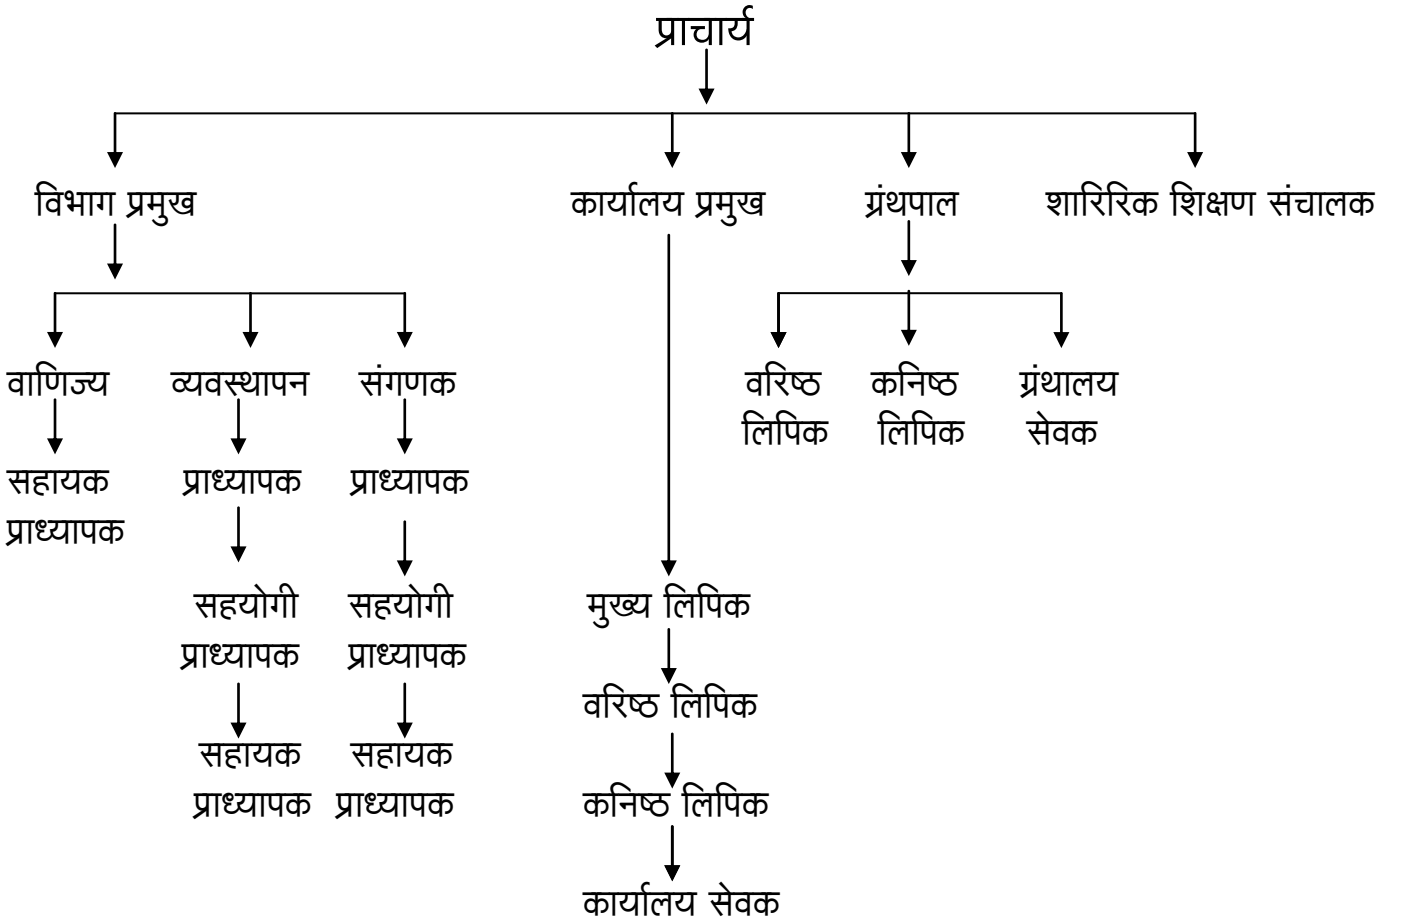 प्राचार्य
विभाग प्रमुख
कार्यालय प्रमुख
ग्रंथपाल
शारिरिक शिक्षण संचालक
वाणिज्य
व्यवस्थापन
संगणक
वरिष्ठ
लिपिक
कनिष्ठ
लिपिक
ग्रंथालय
सेवक
सहायक
प्राध्यापक
प्राध्यापक
प्राध्यापक
सहयोगी
प्राध्यापक
सहयोगी
प्राध्यापक
मुख्य लिपिक
वरिष्ठ लिपिक
सहायक
प्राध्यापक
सहायक
प्राध्यापक
कनिष्ठ लिपिक
कार्यालय सेवक